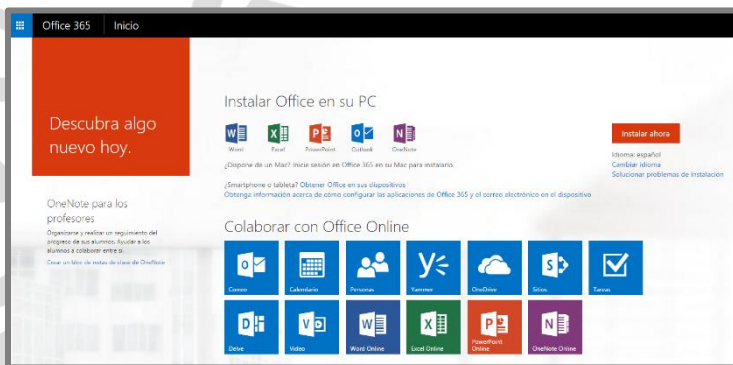 Office 365 Inicio
Descubra algo
nuevo hoy.
OneNote para los
profesores
Organizarse y realizar un seguimiento del
progreso de sus alumnos. Ayudar a los
alumnos a colaborar entre sí.
Crear un bloc de notas de clase de OneNote
Instalar Office en su PC
Word Excel PowerPoint Outlook OneNote
¿Dispone de un Mac? Inicie sesión en Office 365 en su Mac para instalarlo.
¿Smartphone o tableta? Obtener Office en sus dispositivos
Obtenga información acerca de cómo configurar las aplicaciones de Office 365 y el correo electrónico en el dispositivo
Instalar ahora
Idioma: español
Cambiar idioma
Solucionar problemas de instalación
Colaborar con Office Online
Correo Calendario Personas Yammer OneDrive Sitios Tareas
Delve Video Word Online Excel Online PowerPoint Online OneNote Online